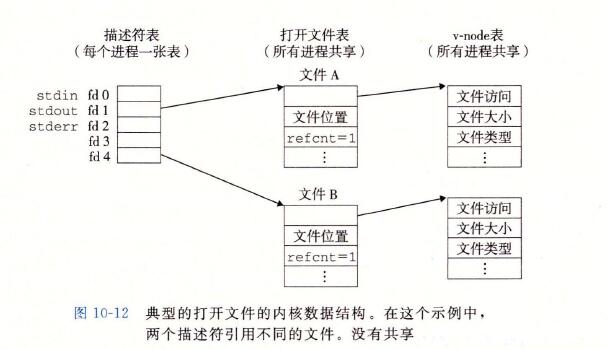 描述符表
(每个进程一张表)
打开文件表
(所有进程共享)
v-node表
(所有进程共享)
stdin fd 0
stdout fd 1
stderr fd 2
fd 3
fd 4
文件 A
文件位置
refcnt=1
⋮
文件访问
文件大小
文件类型
⋮
文件 B
文件位置
refcnt=1
⋮
文件访问
文件大小
文件类型
⋮
图 10-12 典型的打开文件的内核数据结构。在这个示例中，
两个描述符引用不同的文件。没有共享